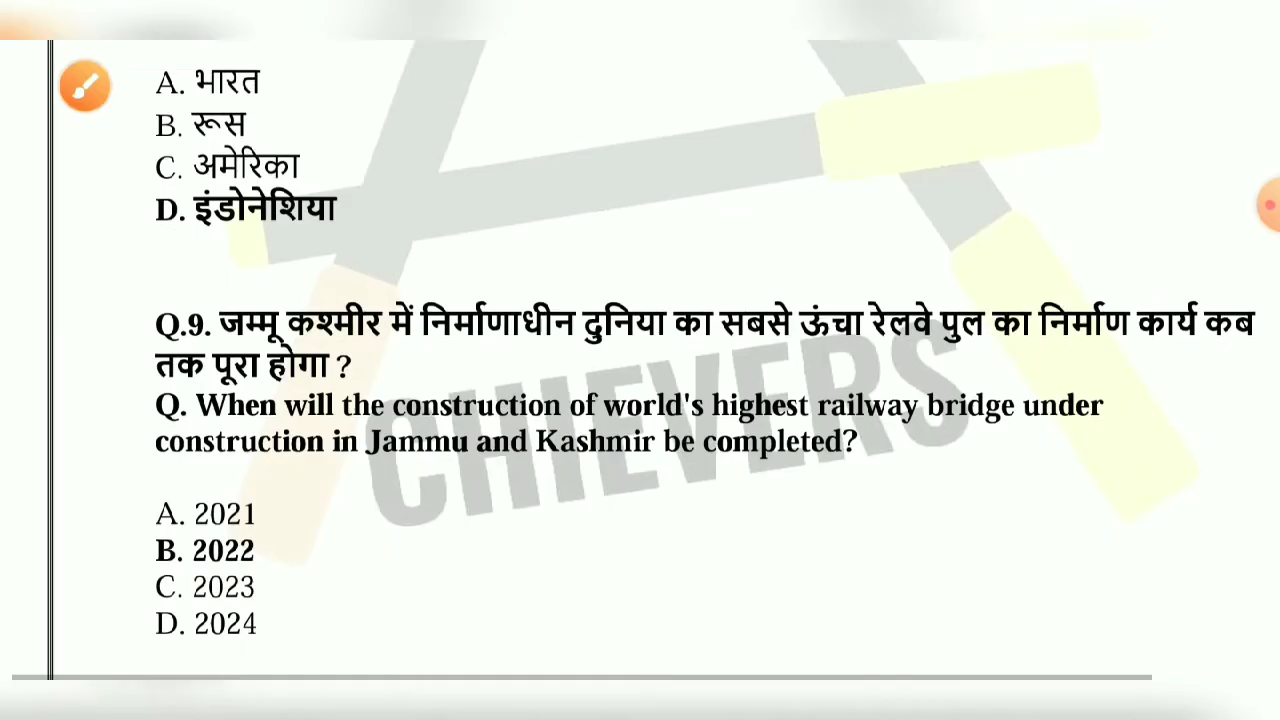 A. भारत
B. रूस
C. अमेरिका
D. इंडोनेशिया
Q.9. जम्मू कश्मीर में निर्माणाधीन दुनिया का सबसे ऊंचा रेलवे पुल का निर्माण कार्य कब
तक पूरा होगा ?
Q. When will the construction of world's highest railway bridge under
construction in Jammu and Kashmir be completed?
CHIEVERS
A. 2021
B. 2022
C. 2023
D. 2024